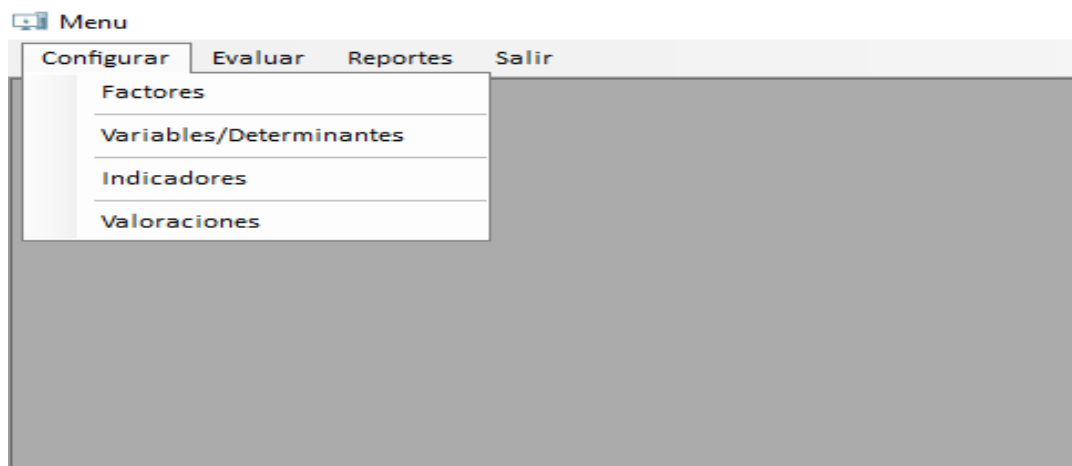 Menu
Configurar Evaluar Reportes Salir
Factores
Variables/Determinantes
Indicadores
Valoraciones